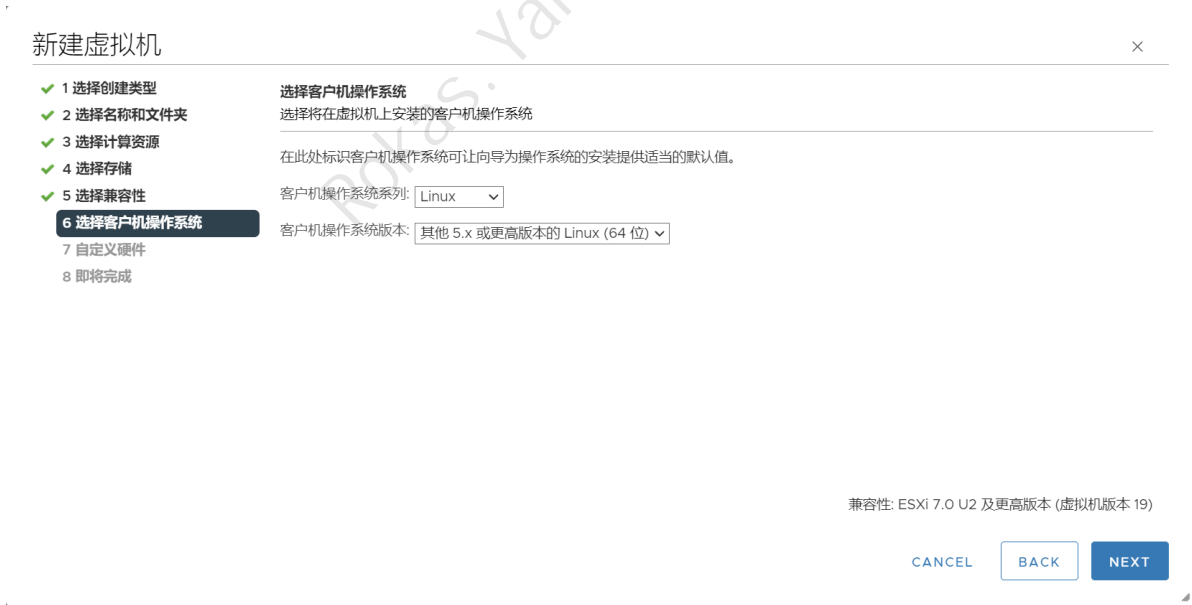 新建虚拟机
1 选择创建类型
2 选择名称和文件夹
3 选择计算资源
4 选择存储
5 选择兼容性
6 选择客户机操作系统
7 自定义硬件
8 即将完成
选择客户机操作系统
选择将在虚拟机上安装的客户机操作系统
在此处标识客户机操作系统可让向导为操作系统的安装提供适当的默认值。
客户机操作系统系列: Linux
客户机操作系统版本: 其他 5.x 或更高版本的 Linux (64 位)
兼容性: ESXi 7.0 U2 及更高版本 (虚拟机版本 19)
CANCEL BACK NEXT
Rokas.